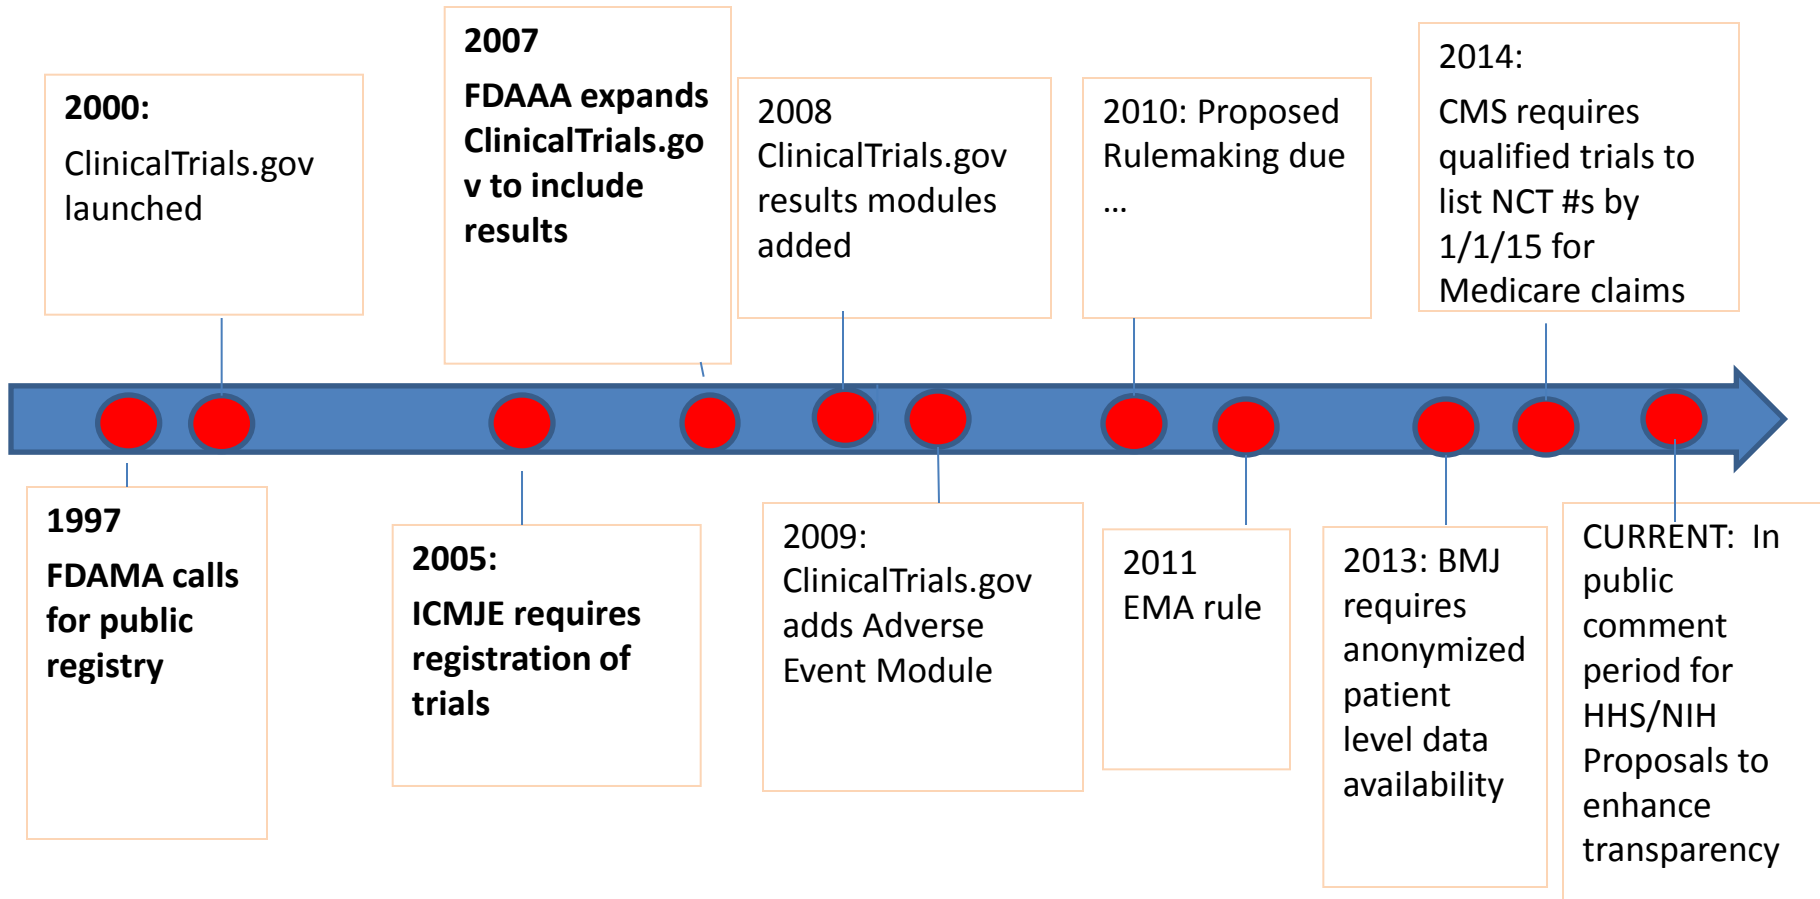 2000:
ClinicalTrials.gov
launched
2007
FDAAA expands
ClinicalTrials.go
v to include
results
2008
ClinicalTrials.gov
results modules
added
2010: Proposed
Rulemaking due
…
2014:
CMS requires
qualified trials to
list NCT #s by
1/1/15 for
Medicare claims
1997
FDAMA calls
for public
registry
2005:
ICMJE requires
registration of
trials
2009:
ClinicalTrials.gov
adds Adverse
Event Module
2011
EMA rule
2013: BMJ
requires
anonymized
patient
level data
availability
CURRENT: In
public
comment
period for
HHS/NIH
Proposals to
enhance
transparency